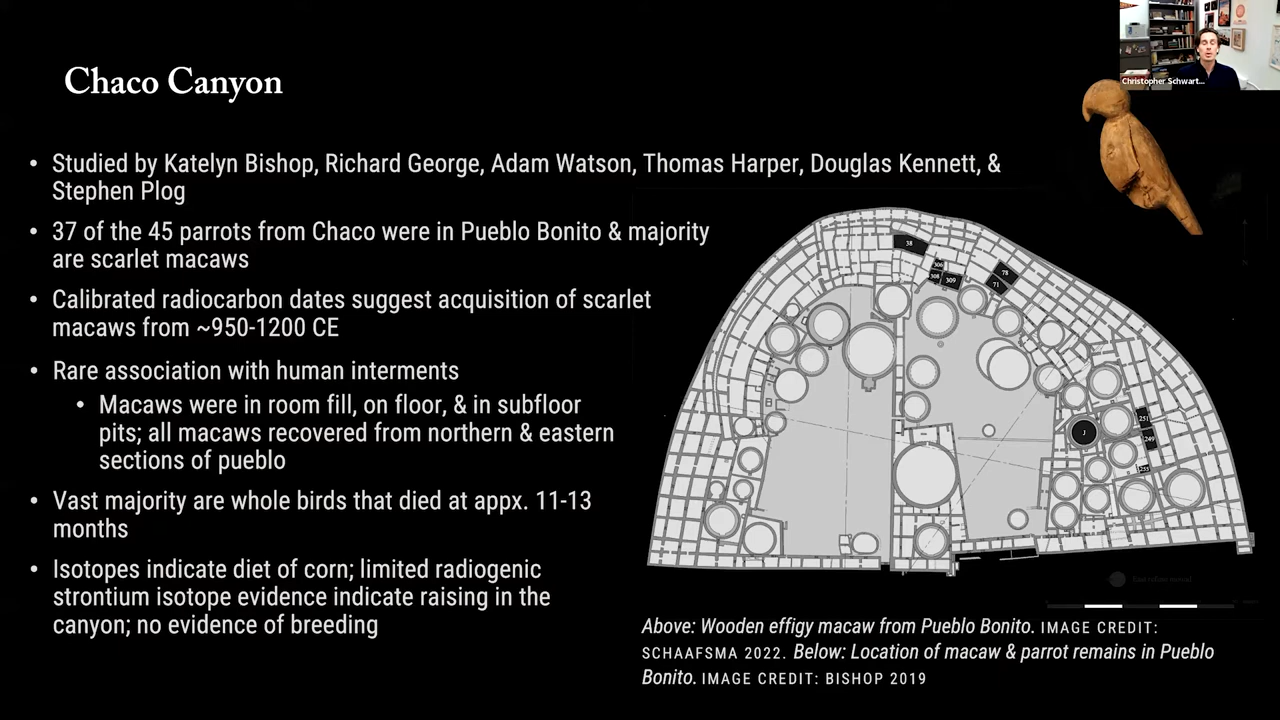 Christopher Schwart...
Chaco Canyon
• Studied by Katelyn Bishop, Richard George, Adam Watson, Thomas Harper, Douglas Kennett, &
Stephen Plog
• 37 of the 45 parrots from Chaco were in Pueblo Bonito & majority
are scarlet macaws
• Calibrated radiocarbon dates suggest acquisition of scarlet
macaws from ~950-1200 CE
• Rare association with human interments
• Macaws were in room fill, on floor, & in subfloor
pits; all macaws recovered from northern & eastern
sections of pueblo
• Vast majority are whole birds that died at appx. 11-13
months
• Isotopes indicate diet of corn; limited radiogenic
strontium isotope evidence indicate raising in the
canyon; no evidence of breeding
38
306
308
309
78
71
251
249
J
255
Above: Wooden effigy macaw from Pueblo Bonito. IMAGE CREDIT:
SCHAAFSMA 2022. Below: Location of macaw & parrot remains in Pueblo
Bonito. IMAGE CREDIT: BISHOP 2019